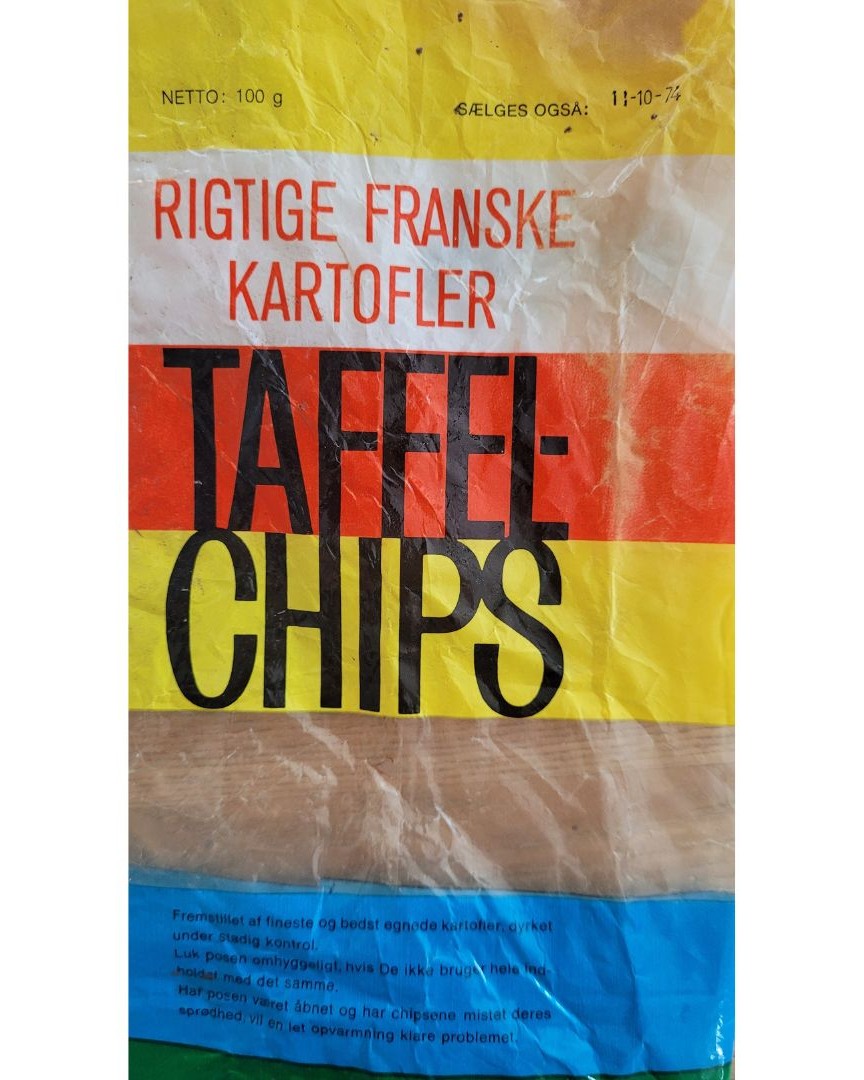 NETTO: 100 g
SÆLGES OGSÅ: 11-10-74
RIGTIGE FRANSKE
KARTOFLER
TAFFEL-
CHIPS
Fremstillet af fineste og bedst egnede kartofler, dyrket
under stadig kontrol.
Luk posen omhyggeligt, hvis De ikke bruger hele ind-
holdet med det samme.
Har posen været åbnet og har chipsene mistet deres
sprødhed, vil en let opvarmning klare problemet.